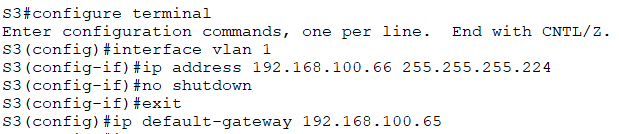 S3#configure terminal
Enter configuration commands, one per line.  End with CNTL/Z.
S3(config)#interface vlan 1
S3(config-if)#ip address 192.168.100.66 255.255.255.224
S3(config-if)#no shutdown
S3(config-if)#exit
S3(config)#ip default-gateway 192.168.100.65